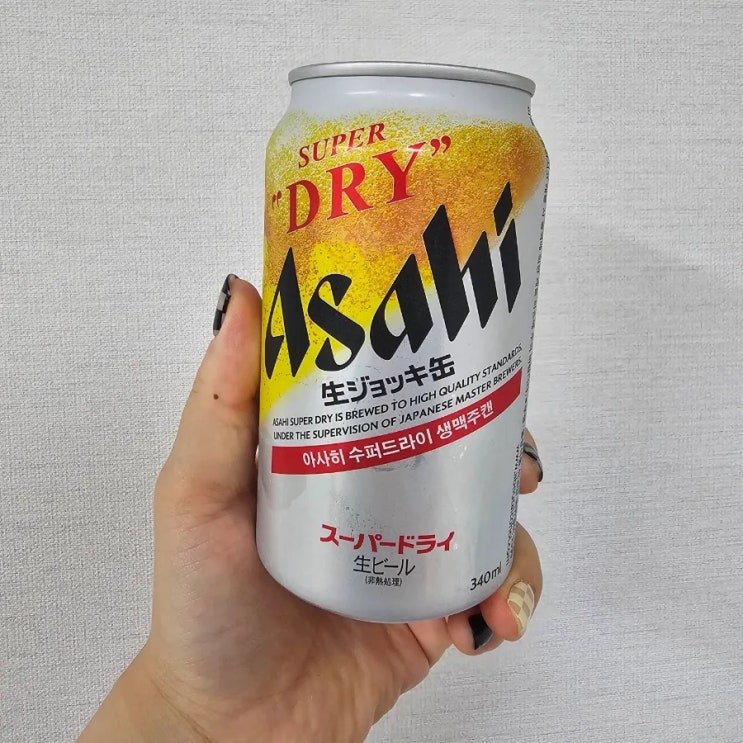 SUPER
"DRY"
Asahi
生ジョッキ缶
ASAHI SUPER DRY IS BREWED TO HIGH QUALITY STANDARDS
UNDER THE SUPERVISION OF JAPANESE MASTER BREWERS.
아사히 수퍼드라이 생맥주캔
スーパードライ
生ビール
(非熱処理)
340ml